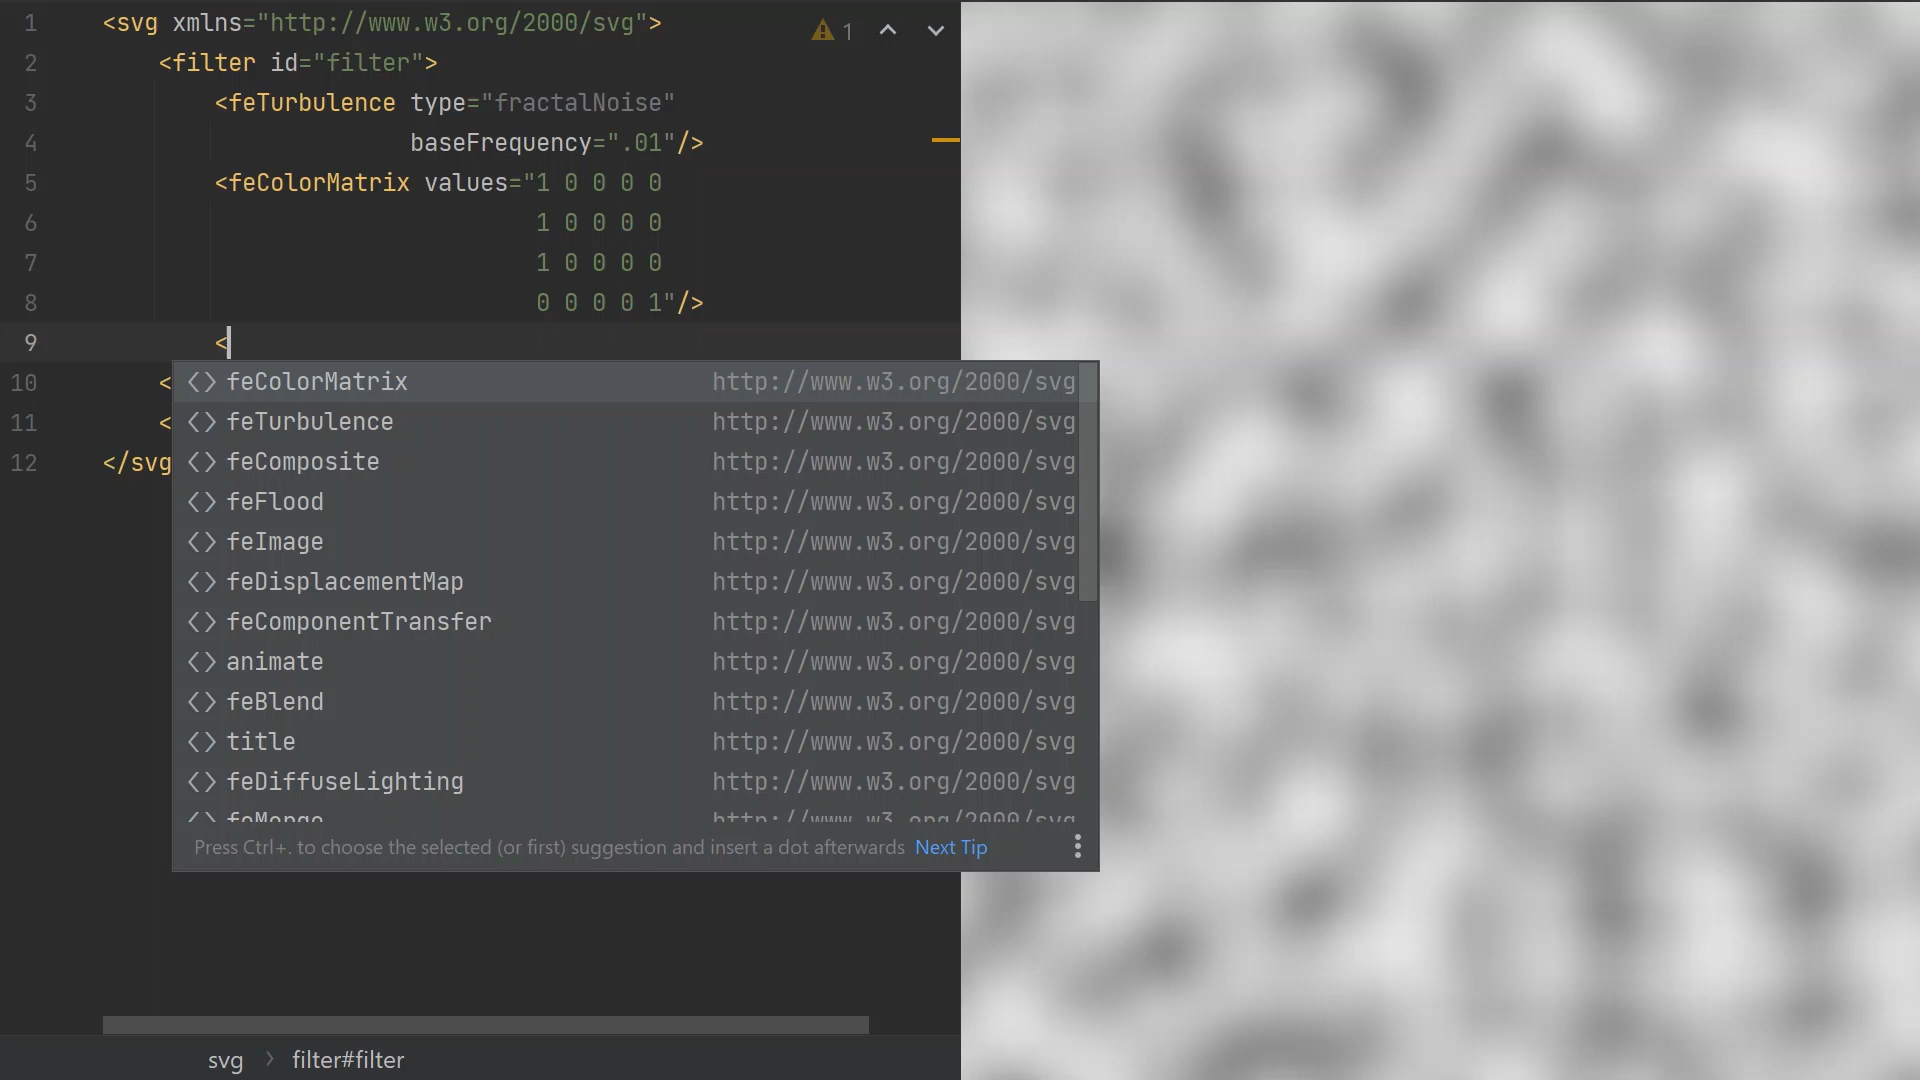 1 <svg xmlns="http://www.w3.org/2000/svg">
1
2 <filter id="filter">
3 <feTurbulence type="fractalNoise"
4 baseFrequency=".01"/>
5 <feColorMatrix values="1 0 0 0 0
6 1 0 0 0 0
7 1 0 0 0 0
8 0 0 0 0 1"/>
9 <
10 <
11 <
12 </svg
feColorMatrix http://www.w3.org/2000/svg
feTurbulence http://www.w3.org/2000/svg
feComposite http://www.w3.org/2000/svg
feFlood http://www.w3.org/2000/svg
feImage http://www.w3.org/2000/svg
feDisplacementMap http://www.w3.org/2000/svg
feComponentTransfer http://www.w3.org/2000/svg
animate http://www.w3.org/2000/svg
feBlend http://www.w3.org/2000/svg
title http://www.w3.org/2000/svg
feDiffuseLighting http://www.w3.org/2000/svg
feMerge http://www.w3.org/2000/svg
Press Ctrl+. to choose the selected (or first) suggestion and insert a dot afterwards Next Tip
svg > filter#filter